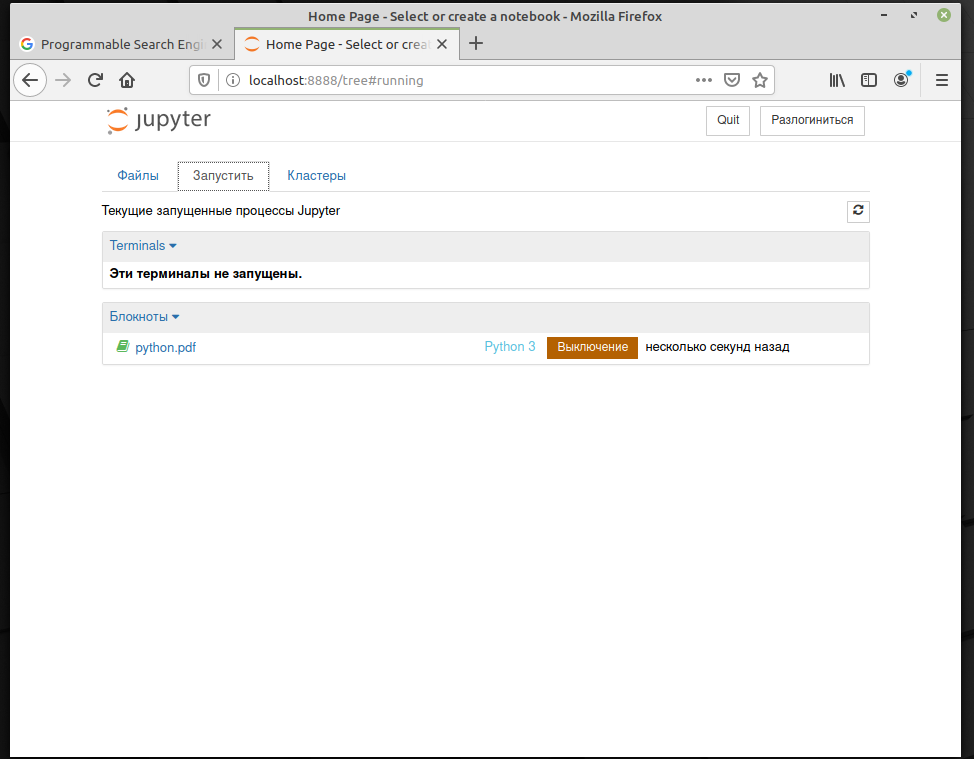 Home Page - Select or create a notebook - Mozilla Firefox
Programmable Search Engi
Home Page - Select or crea
localhost:8888/tree#running
jupyter
Quit
Разлогиниться
Файлы
Запустить
Кластеры
Текущие запущенные процессы Jupyter
Terminals
Эти терминалы не запущены.
Блокноты
python.pdf Python 3 Выключение несколько секунд назад